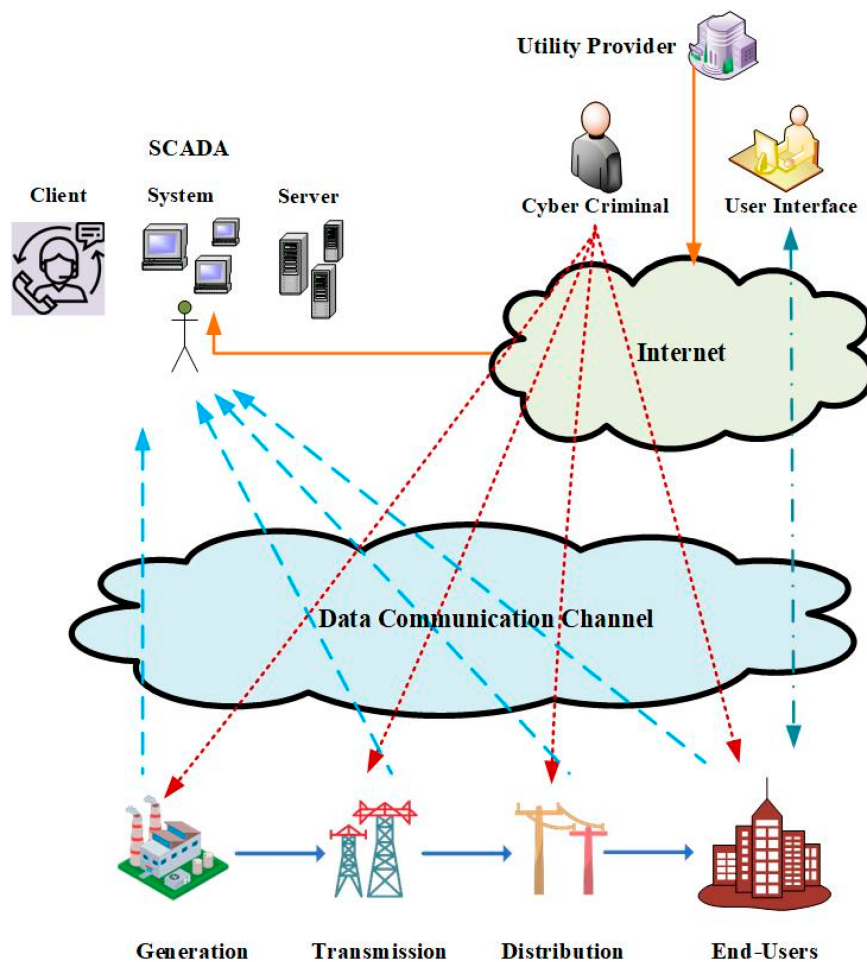 Utility Provider
SCADA
Client
System
Server
Cyber Criminal
User Interface
Internet
Data Communication Channel
Generation
Transmission
Distribution
End-Users